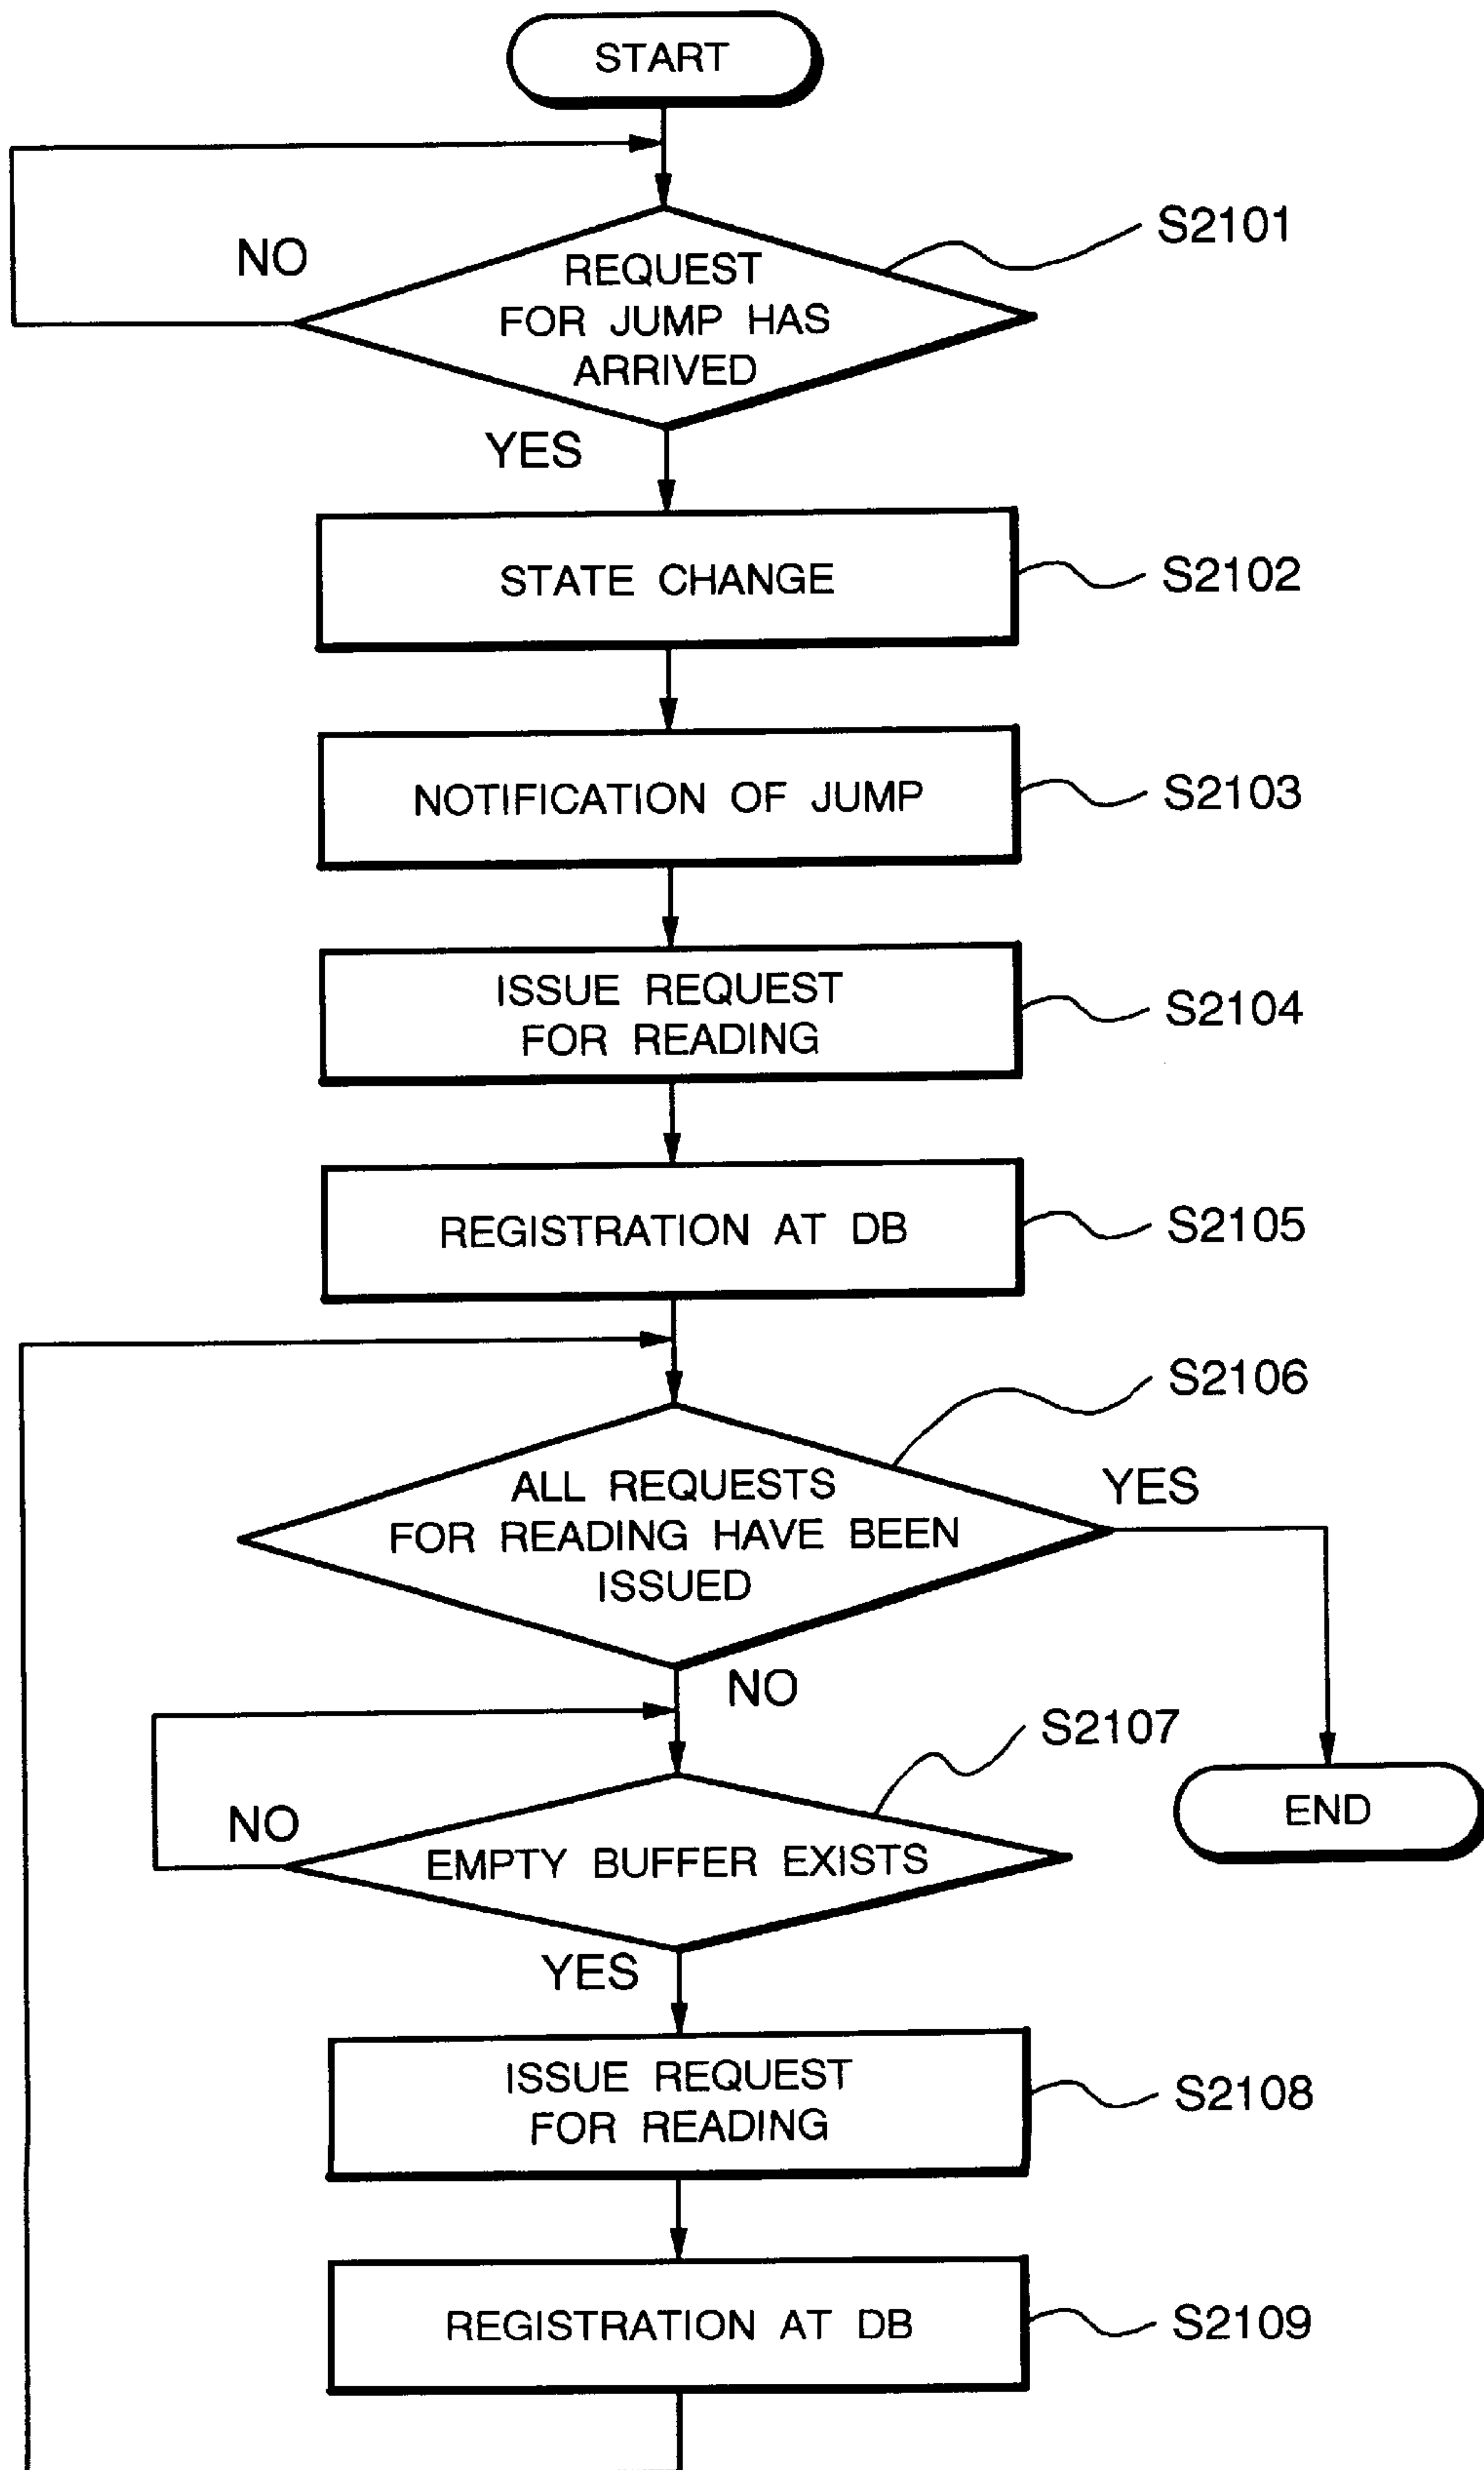 START
NO
REQUEST
FOR JUMP HAS
ARRIVED
S2101
YES
STATE CHANGE
S2102
NOTIFICATION OF JUMP
S2103
ISSUE REQUEST
FOR READING
S2104
REGISTRATION AT DB
S2105
S2106
ALL REQUESTS
FOR READING HAVE BEEN
ISSUED
YES
NO
S2107
NO
EMPTY BUFFER EXISTS
END
YES
ISSUE REQUEST
FOR READING
S2108
REGISTRATION AT DB
S2109